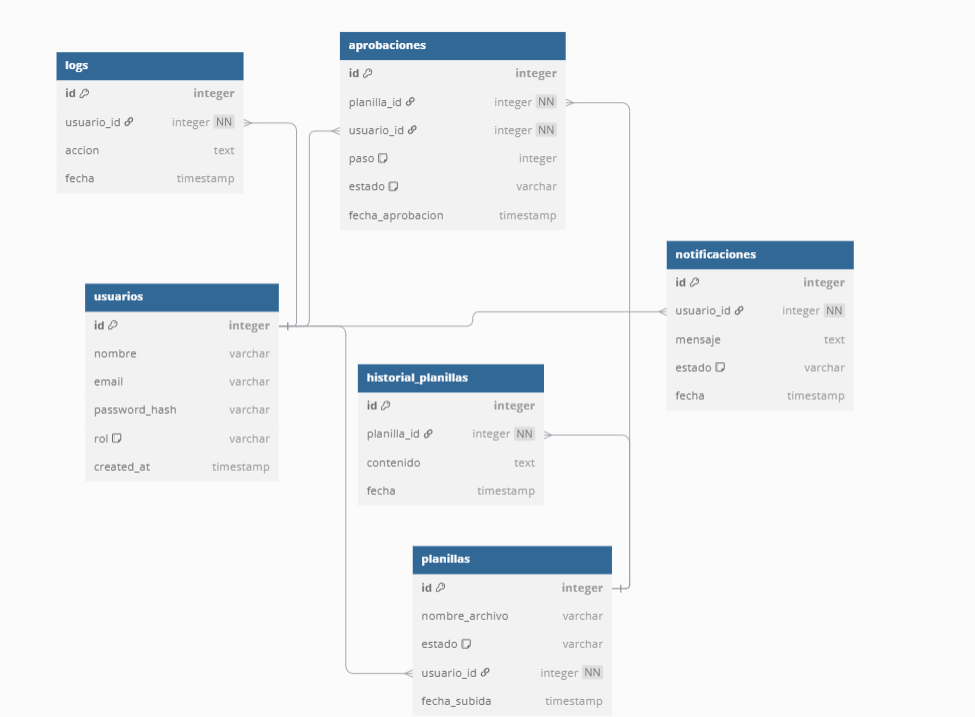 logs
id integer
usuario_id integer NN
accion text
fecha timestamp
aprobaciones
id integer
planilla_id integer NN
usuario_id integer NN
paso integer
estado varchar
fecha_aprobacion timestamp
notificaciones
id integer
usuario_id integer NN
mensaje text
estado varchar
fecha timestamp
usuarios
id integer
nombre varchar
email varchar
password_hash varchar
rol varchar
created_at timestamp
historial_planillas
id integer
planilla_id integer NN
contenido text
fecha timestamp
planillas
id integer
nombre_archivo varchar
estado varchar
usuario_id integer NN
fecha_subida timestamp